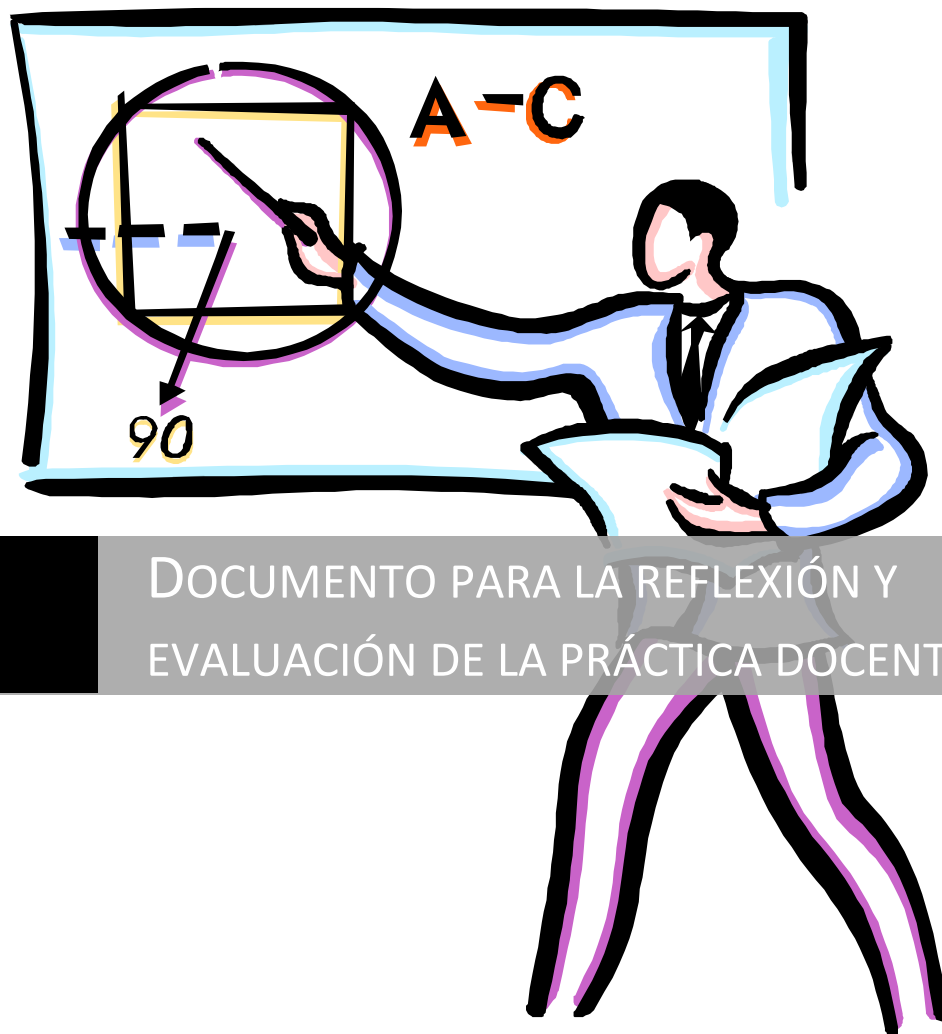 A-C
90
DOCUMENTO PARA LA REFLEXIÓN Y
EVALUACIÓN DE LA PRÁCTICA DOCENT